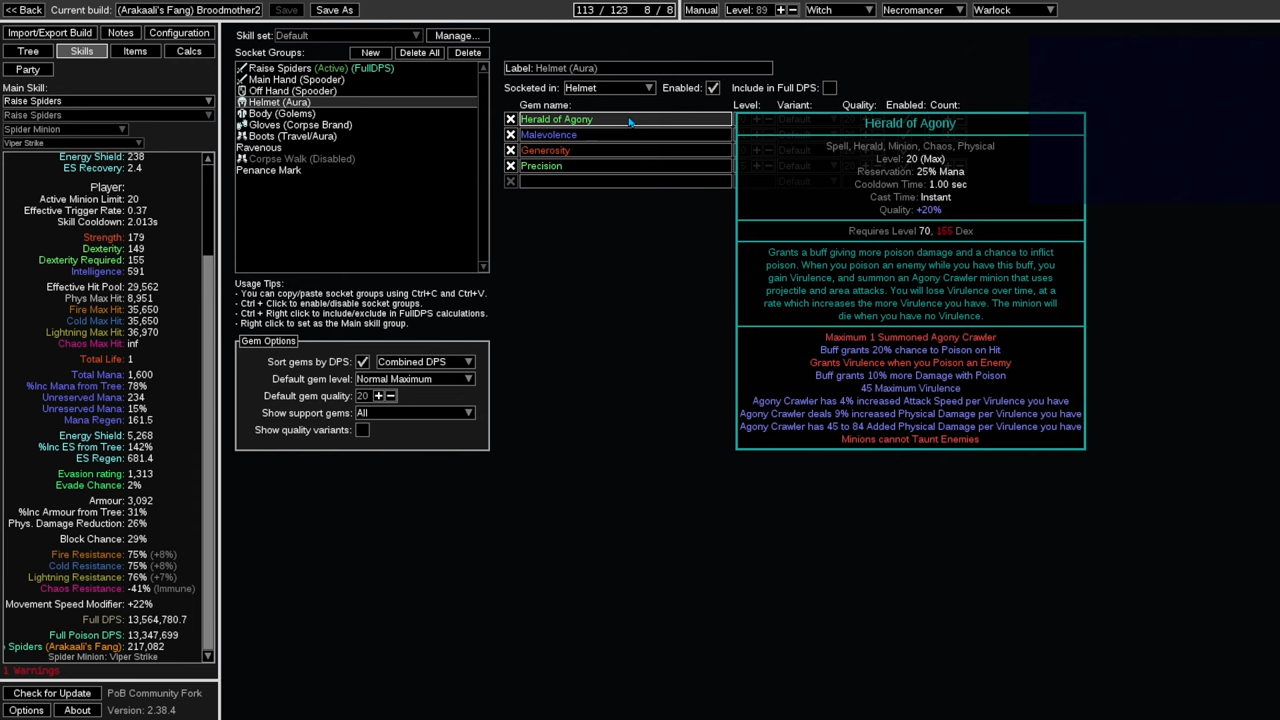 << Back Current build: (Arakaali's Fang) Broodmother2 Save Save As 113 / 123 8 / 8 Manual Level: 89 Witch Necromancer Warlock
Import/Export Build Notes Configuration
Tree Skills Items Calcs
Party
Main Skill:
Raise Spiders
Raise Spiders
Spider Minion
Viper Strike
Energy Shield: 238
ES Recovery: 2.4
Player:
Active Minion Limit: 20
Effective Trigger Rate: 0.37
Skill Cooldown: 2.013s
Strength: 179
Dexterity: 149
Dexterity Required: 155
Intelligence: 591
Effective Hit Pool: 29,562
Phys Max Hit: 8,951
Fire Max Hit: 35,650
Cold Max Hit: 35,650
Lightning Max Hit: 36,970
Chaos Max Hit: inf
Total Life: 1
Total Mana: 1,600
%Inc Mana from Tree: 78%
Unreserved Mana: 234
Unreserved Mana: 15%
Mana Regen: 161.5
Energy Shield: 5,268
%Inc ES from Tree: 142%
ES Regen: 681.4
Evasion rating: 1,313
Evade Chance: 2%
Armour: 3,092
%Inc Armour from Tree: 31%
Phys. Damage Reduction: 26%
Block Chance: 29%
Fire Resistance: 75% (+8%)
Cold Resistance: 75% (+8%)
Lightning Resistance: 76% (+7%)
Chaos Resistance: -41% (Immune)
Movement Speed Modifier: +22%
Full DPS: 13,564,780.7
Full Poison DPS: 13,347,699
Spiders (Arakaali's Fang): 217,082
Spider Minion: Viper Strike
1 Warnings
Check for Update PoB Community Fork
Options About Version: 2.38.4
Skill set: Default Manage...
Socket Groups: New Delete All Delete
Raise Spiders (Active) (FullDPS)
Main Hand (Spooder)
Off Hand (Spooder)
Helmet (Aura)
Body (Golems)
Gloves (Corpse Brand)
Boots (Travel/Aura)
Ravenous
Corpse Walk (Disabled)
Penance Mark
Usage Tips:
- You can copy/paste socket groups using Ctrl+C and Ctrl+V.
- Ctrl + Click to enable/disable socket groups.
- Ctrl + Right click to include/exclude in FullDPS calculations.
- Right click to set as the Main skill group.
Gem Options
Sort gems by DPS: Combined DPS
Default gem level: Normal Maximum
Default gem quality: 20
Show support gems: All
Show quality variants:
Label: Helmet (Aura)
Socketed in: Helmet Enabled: Include in Full DPS:
Gem name: Level: Variant: Quality: Enabled: Count:
Herald of Agony
Malevolence
Generosity
Precision
Default
Herald of Agony
Spell, Herald, Minion, Chaos, Physical
Level: 20 (Max)
Reservation: 25% Mana
Cooldown Time: 1.00 sec
Cast Time: Instant
Quality: +20%
Requires Level 70, 155 Dex
Grants a buff giving more poison damage and a chance to inflict
poison. When you poison an enemy while you have this buff, you
gain Virulence, and summon an Agony Crawler minion that uses
projectile and area attacks. You will lose Virulence over time, at a
rate which increases the more Virulence you have. The minion will
die when you have no Virulence.
Maximum 1 Summoned Agony Crawler
Buff grants 20% chance to Poison on Hit
Grants Virulence when you Poison an Enemy
Buff grants 10% more Damage with Poison
45 Maximum Virulence
Agony Crawler has 4% increased Attack Speed per Virulence you have
Agony Crawler deals 9% increased Physical Damage per Virulence you have
Agony Crawler has 45 to 84 Added Physical Damage per Virulence you have
Minions cannot Taunt Enemies